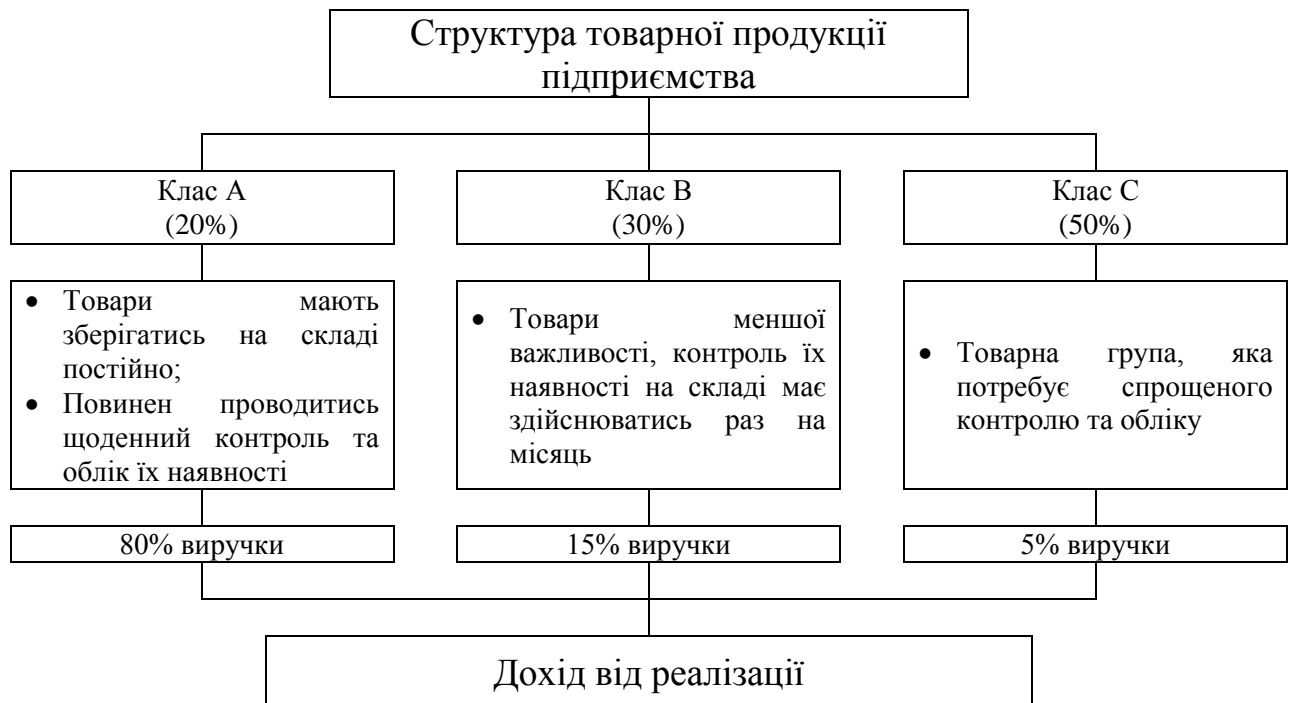 Структура товарної продукції
підприємства
Клас А
(20%)
Клас В
(30%)
Клас С
(50%)
• Товари мають
зберігатись на складі
постійно;
• Повинен проводитись
щоденний контроль та
облік їх наявності
• Товари меншої
важливості, контроль їх
наявності на складі має
здійснюватись раз на
місяць
• Товарна група, яка
потребує спрощеного
контролю та обліку
80% виручки
15% виручки
5% виручки
Дохід від реалізації